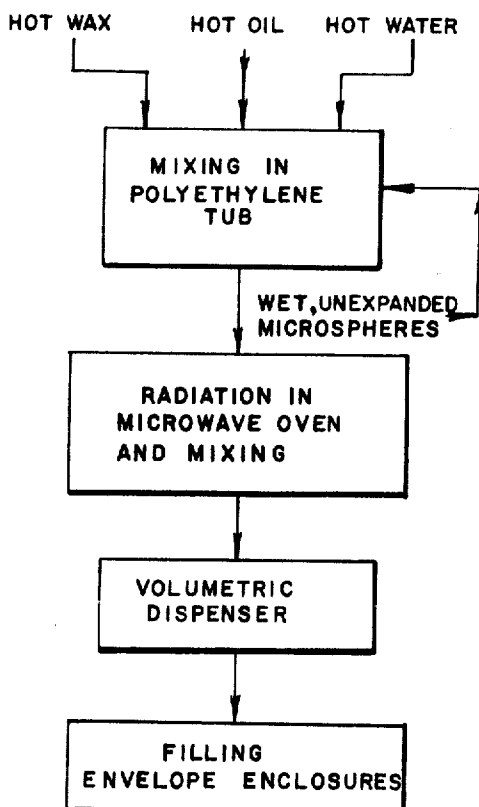 HOT WAX HOT OIL HOT WATER
MIXING IN
POLYETHYLENE
TUB
WET, UNEXPANDED
MICROSPHERES
RADIATION IN
MICROWAVE OVEN
AND MIXING
VOLUMETRIC
DISPENSER
FILLING
ENVELOPE ENCLOSURES